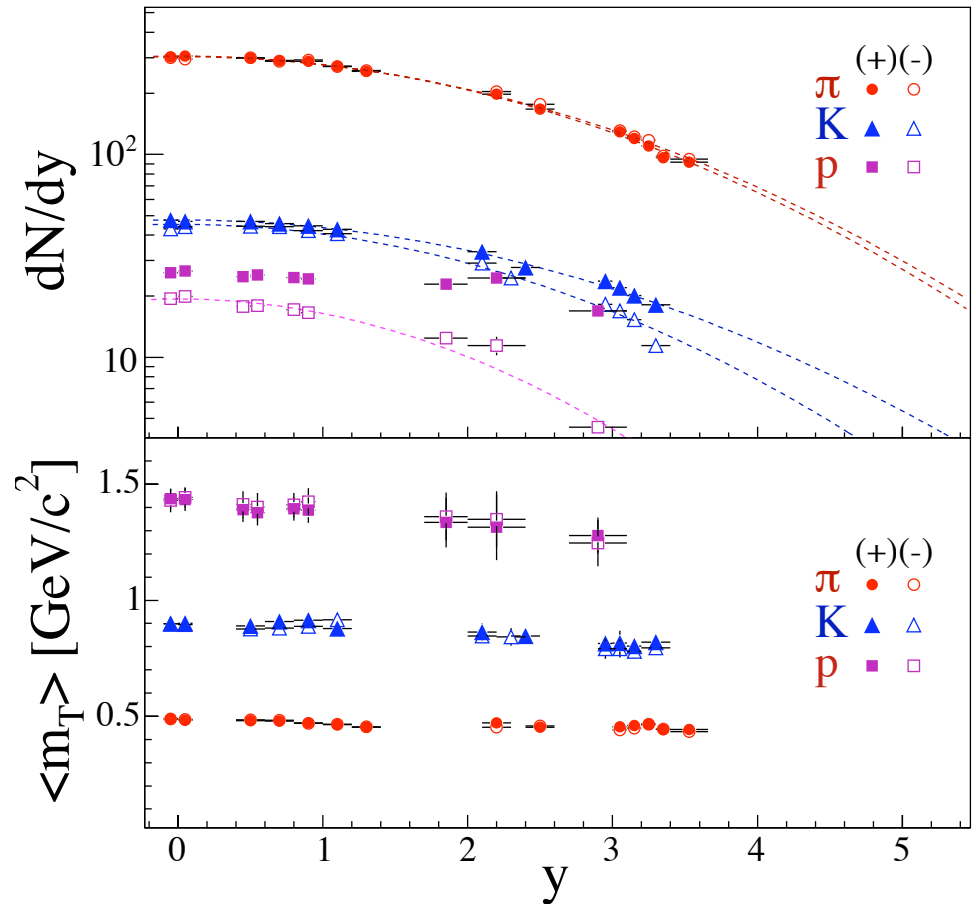 dN/dy
10²
10
(+)(-)
π
K
p
<m_T> [GeV/c²]
1.5
1
0.5
(+)(-)
π
K
p
0 1 2 3 4 5
y